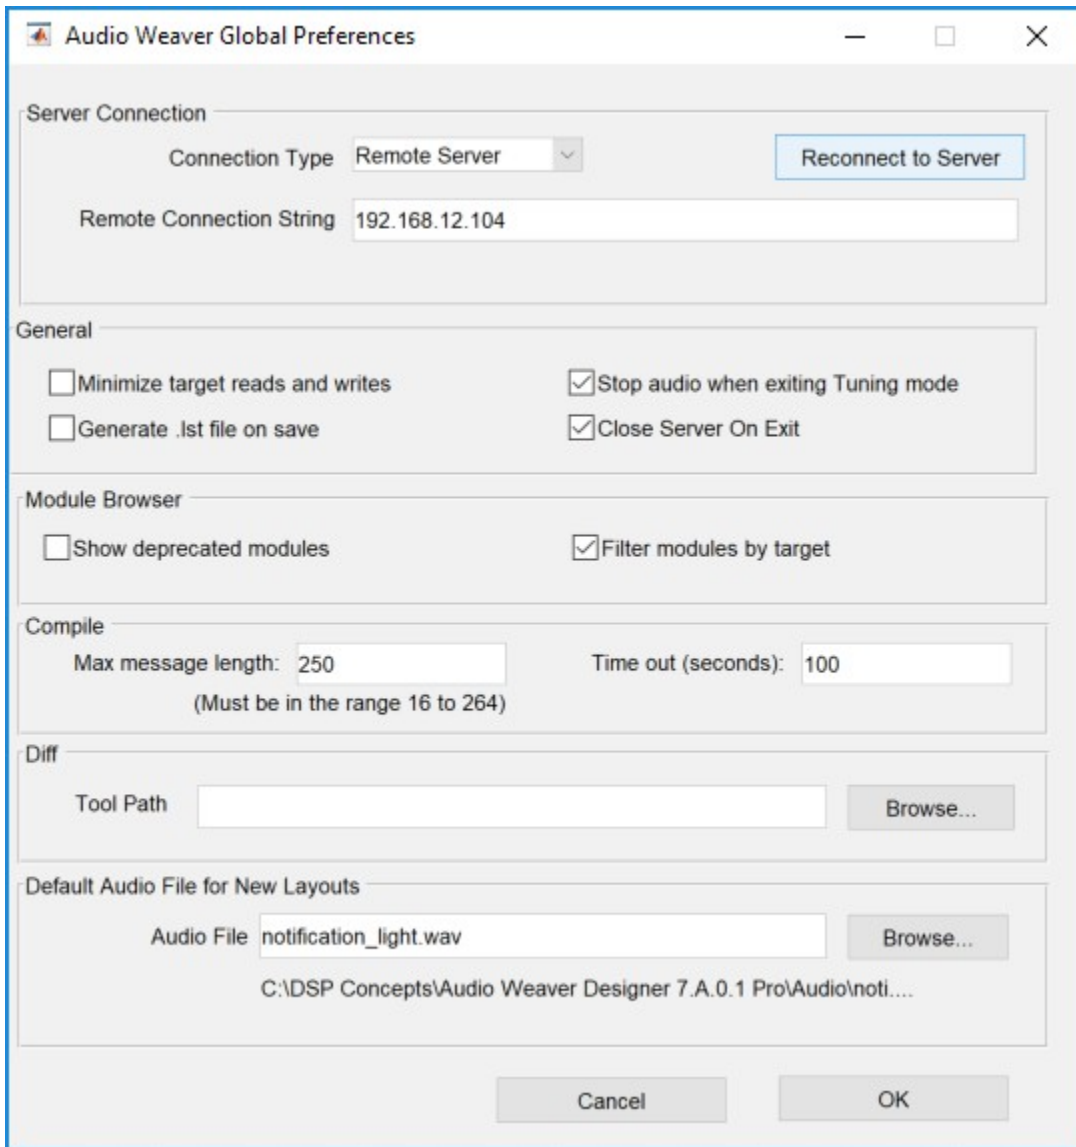 Audio Weaver Global Preferences
Server Connection
Connection Type Remote Server Reconnect to Server
Remote Connection String 192.168.12.104
General
Minimize target reads and writes Stop audio when exiting Tuning mode
Generate .lst file on save Close Server On Exit
Module Browser
Show deprecated modules Filter modules by target
Compile
Max message length: 250 Time out (seconds): 100
(Must be in the range 16 to 264)
Diff
Tool Path Browse...
Default Audio File for New Layouts
Audio File notification_light.wav Browse...
C:\DSP Concepts\Audio Weaver Designer 7.A.0.1 Pro\Audio\noti....
Cancel OK